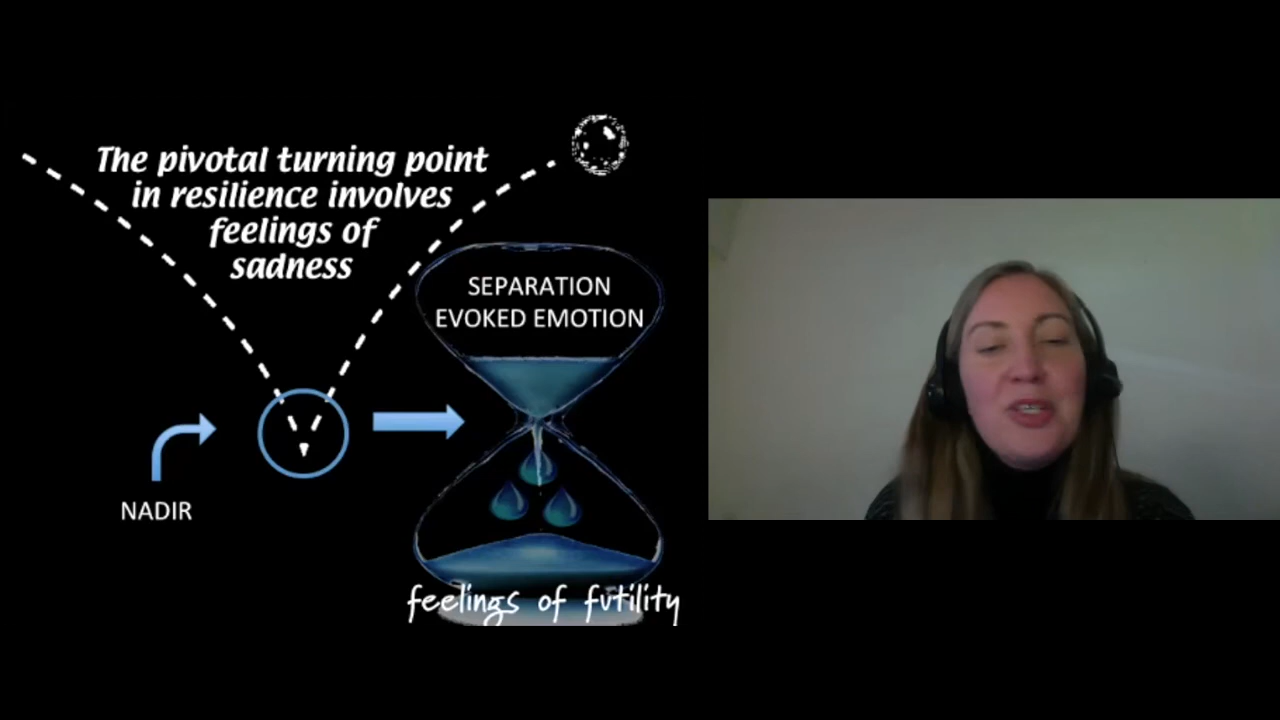 The pivotal turning point
in resilience involves
feelings of
sadness
SEPARATION
EVOKED EMOTION
NADIR
feelings of futility